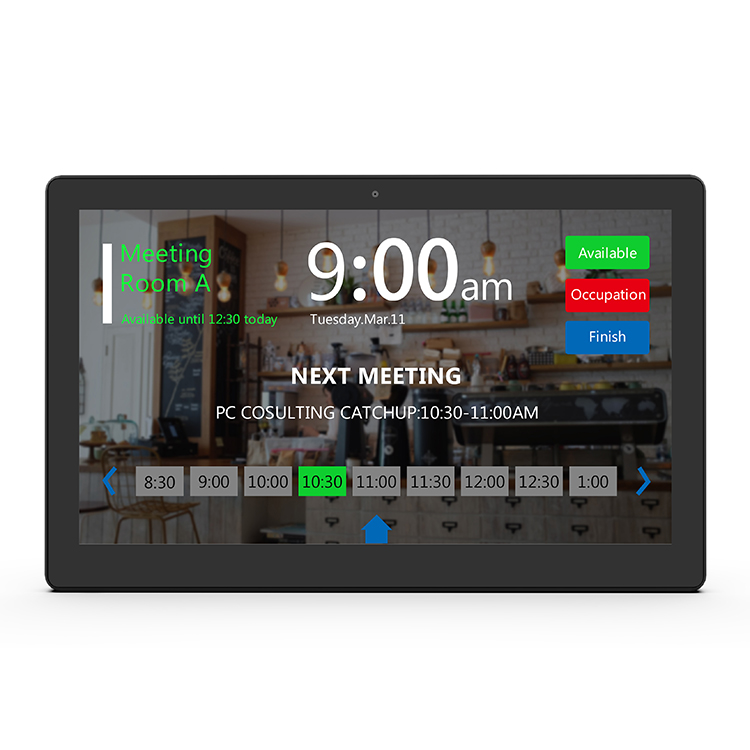 Meeting
Room A
Available until 12:30 today
9:00am
Tuesday.Mar.11
Available
Occupation
Finish
NEXT MEETING
PC COSULTING CATCHUP:10:30-11:00AM
8:30 9:00 10:00 10:30 11:00 11:30 12:00 12:30 1:00